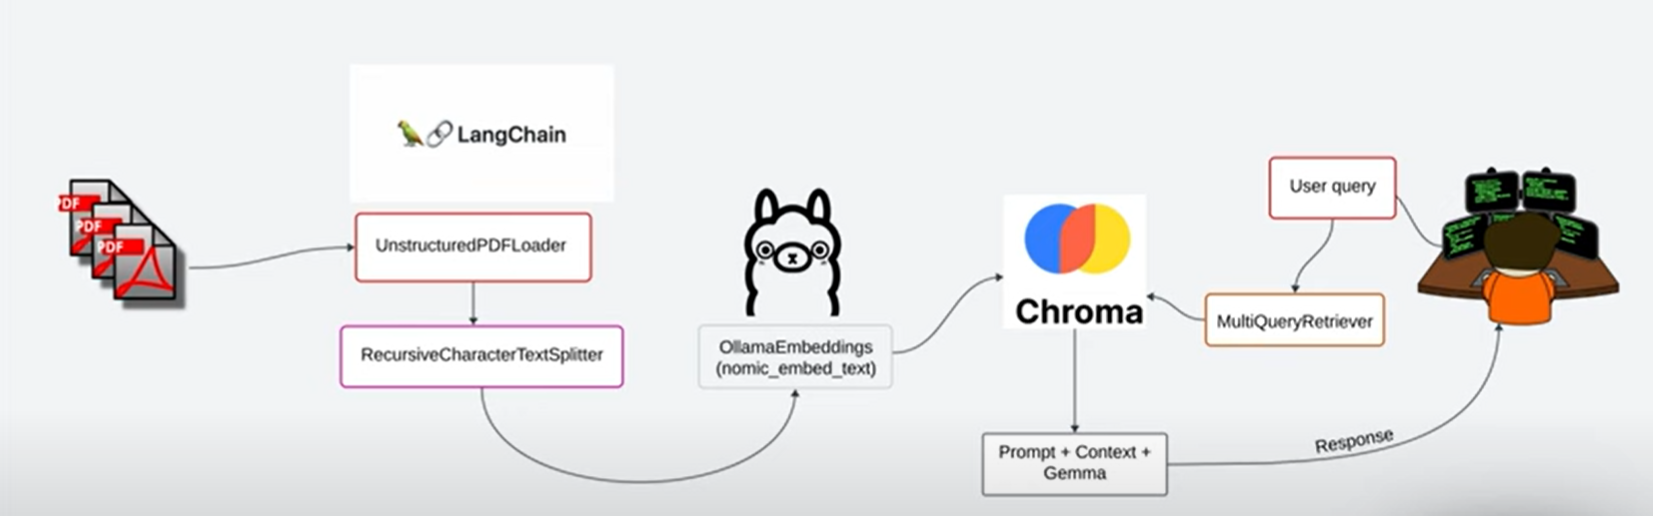 LangChain
PDF
PDF
PDF
UnstructuredPDFLoader
RecursiveCharacterTextSplitter
OllamaEmbeddings
(nomic_embed_text)
Chroma
User query
MultiQueryRetriever
Prompt + Context +
Gemma
Response